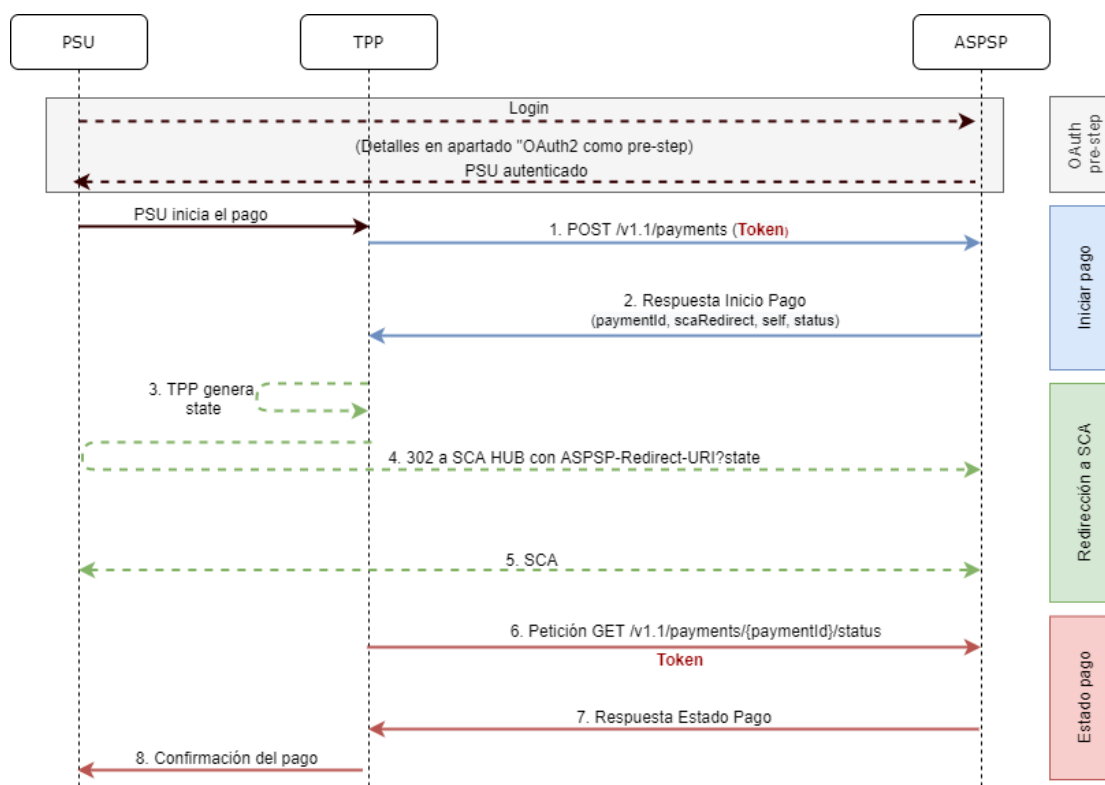 PSU
TPP
ASPSP
Login
(Detalles en apartado "OAuth2 como pre-step)
PSU autenticado
OAuth
pre-step
PSU inicia el pago
1. POST /v1.1/payments (Token)
2. Respuesta Inicio Pago
(paymentId, scaRedirect, self, status)
Iniciar pago
3. TPP genera
state
4. 302 a SCA HUB con ASPSP-Redirect-URI?state
5. SCA
Redirección a SCA
6. Petición GET /v1.1/payments/{paymentId}/status
Token
7. Respuesta Estado Pago
8. Confirmación del pago
Estado pago